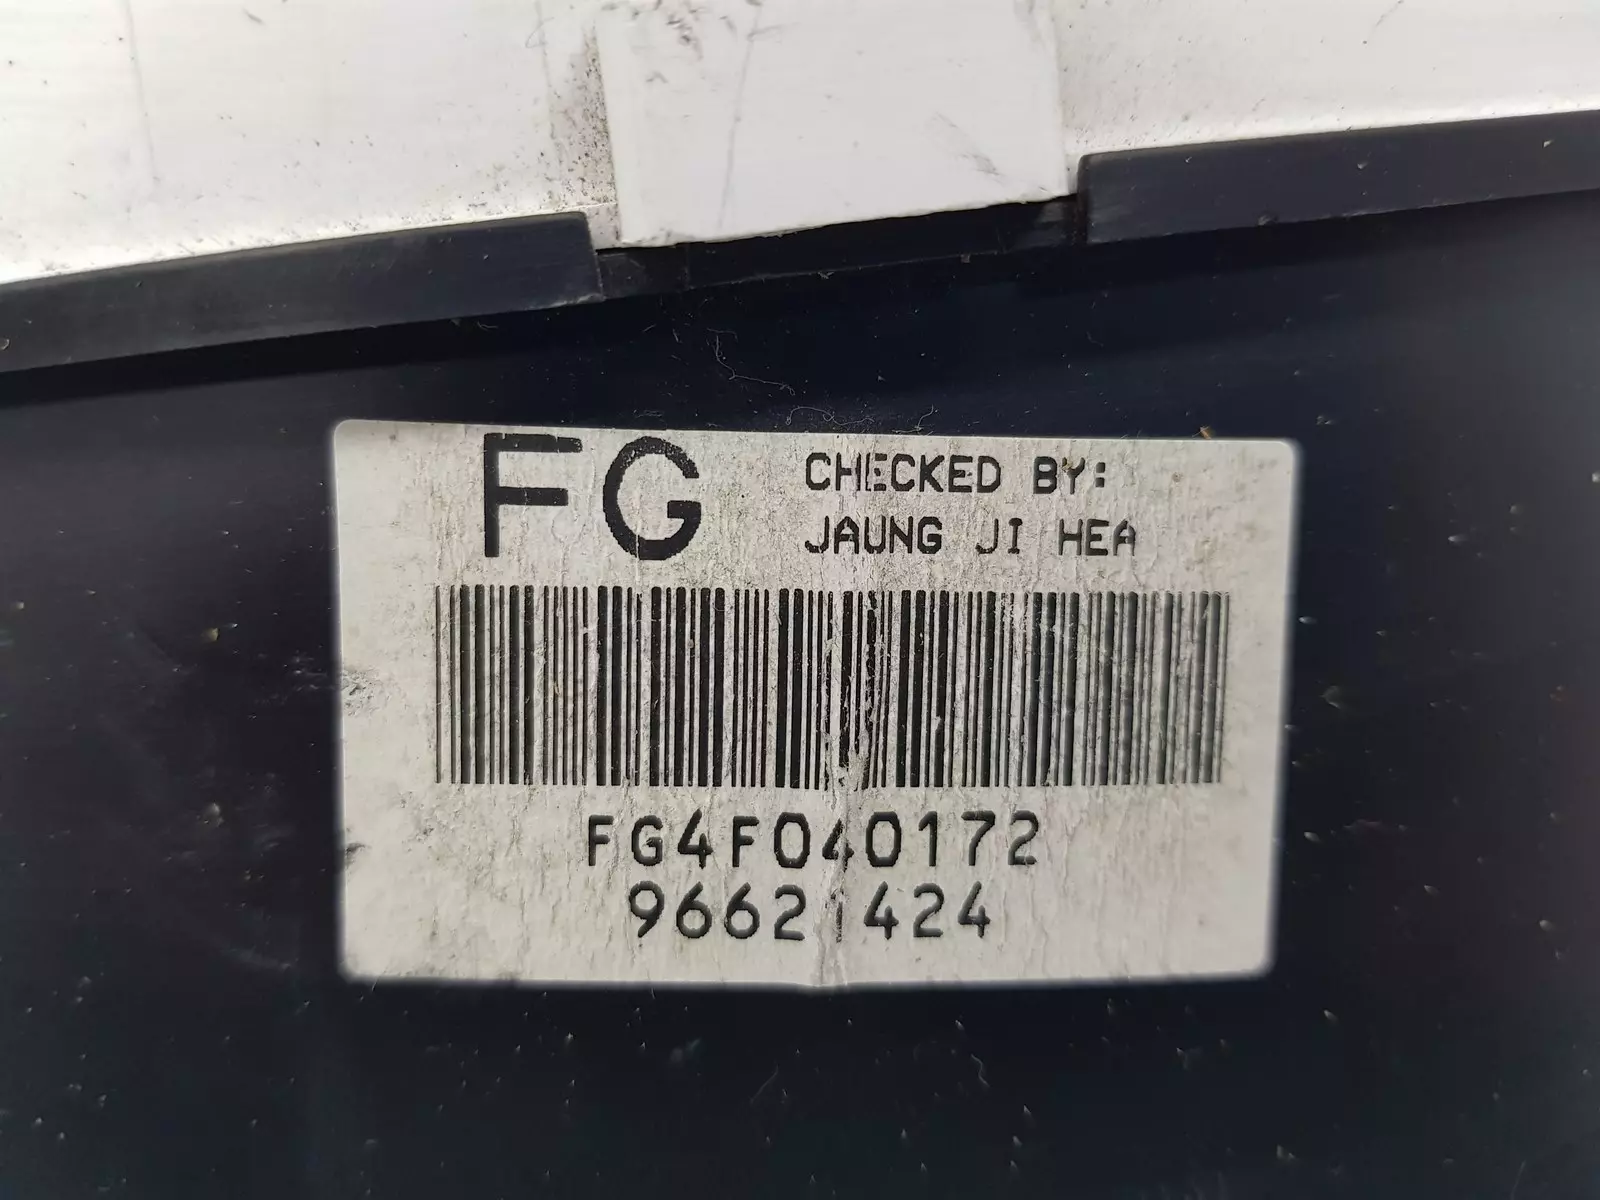 FG
CHECKED BY:
JAUNG JI HEA
FG4F040172
96621424